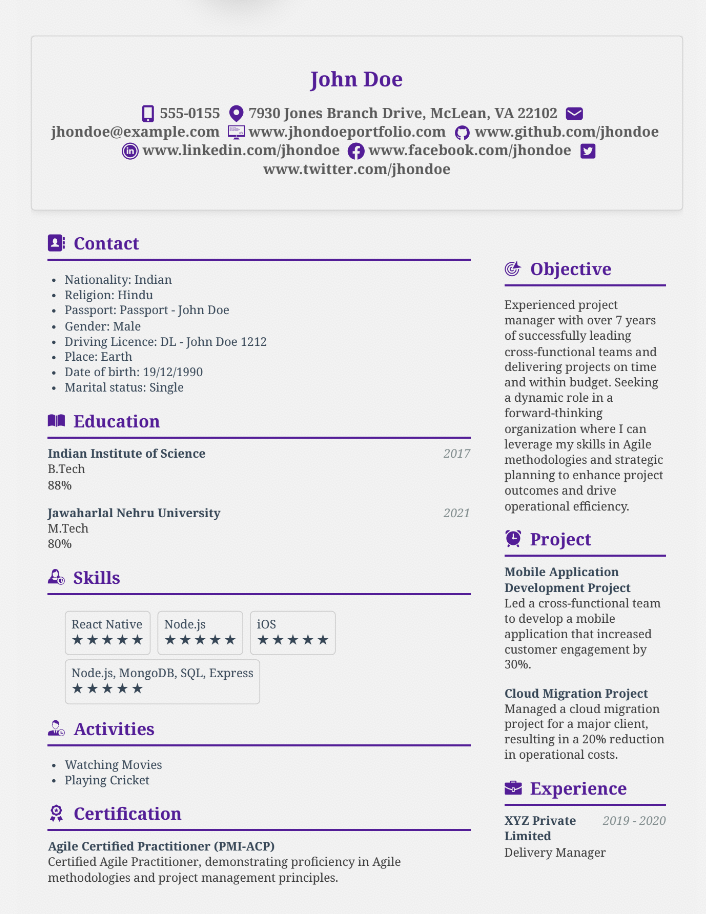 John Doe
555-0155 7930 Jones Branch Drive, McLean, VA 22102
jhondoe@example.com www.jhondoeportfolio.com www.github.com/jhondoe
www.linkedin.com/jhondoe www.facebook.com/jhondoe
www.twitter.com/jhondoe
Contact
• Nationality: Indian
• Religion: Hindu
• Passport: Passport - John Doe
• Gender: Male
• Driving Licence: DL - John Doe 1212
• Place: Earth
• Date of birth: 19/12/1990
• Marital status: Single
Education
Indian Institute of Science 2017
B.Tech
88%
Jawaharlal Nehru University 2021
M.Tech
80%
Skills
React Native Node.js iOS
★★★★★ ★★★★★ ★★★★★
Node.js, MongoDB, SQL, Express
★★★★★
Activities
• Watching Movies
• Playing Cricket
Certification
Agile Certified Practitioner (PMI-ACP)
Certified Agile Practitioner, demonstrating proficiency in Agile
methodologies and project management principles.
Objective
Experienced project
manager with over 7 years
of successfully leading
cross-functional teams and
delivering projects on time
and within budget. Seeking
a dynamic role in a
forward-thinking
organization where I can
leverage my skills in Agile
methodologies and strategic
planning to enhance project
outcomes and drive
operational efficiency.
Project
Mobile Application
Development Project
Led a cross-functional team
to develop a mobile
application that increased
customer engagement by
30%.
Cloud Migration Project
Managed a cloud migration
project for a major client,
resulting in a 20% reduction
in operational costs.
Experience
XYZ Private 2019 - 2020
Limited
Delivery Manager